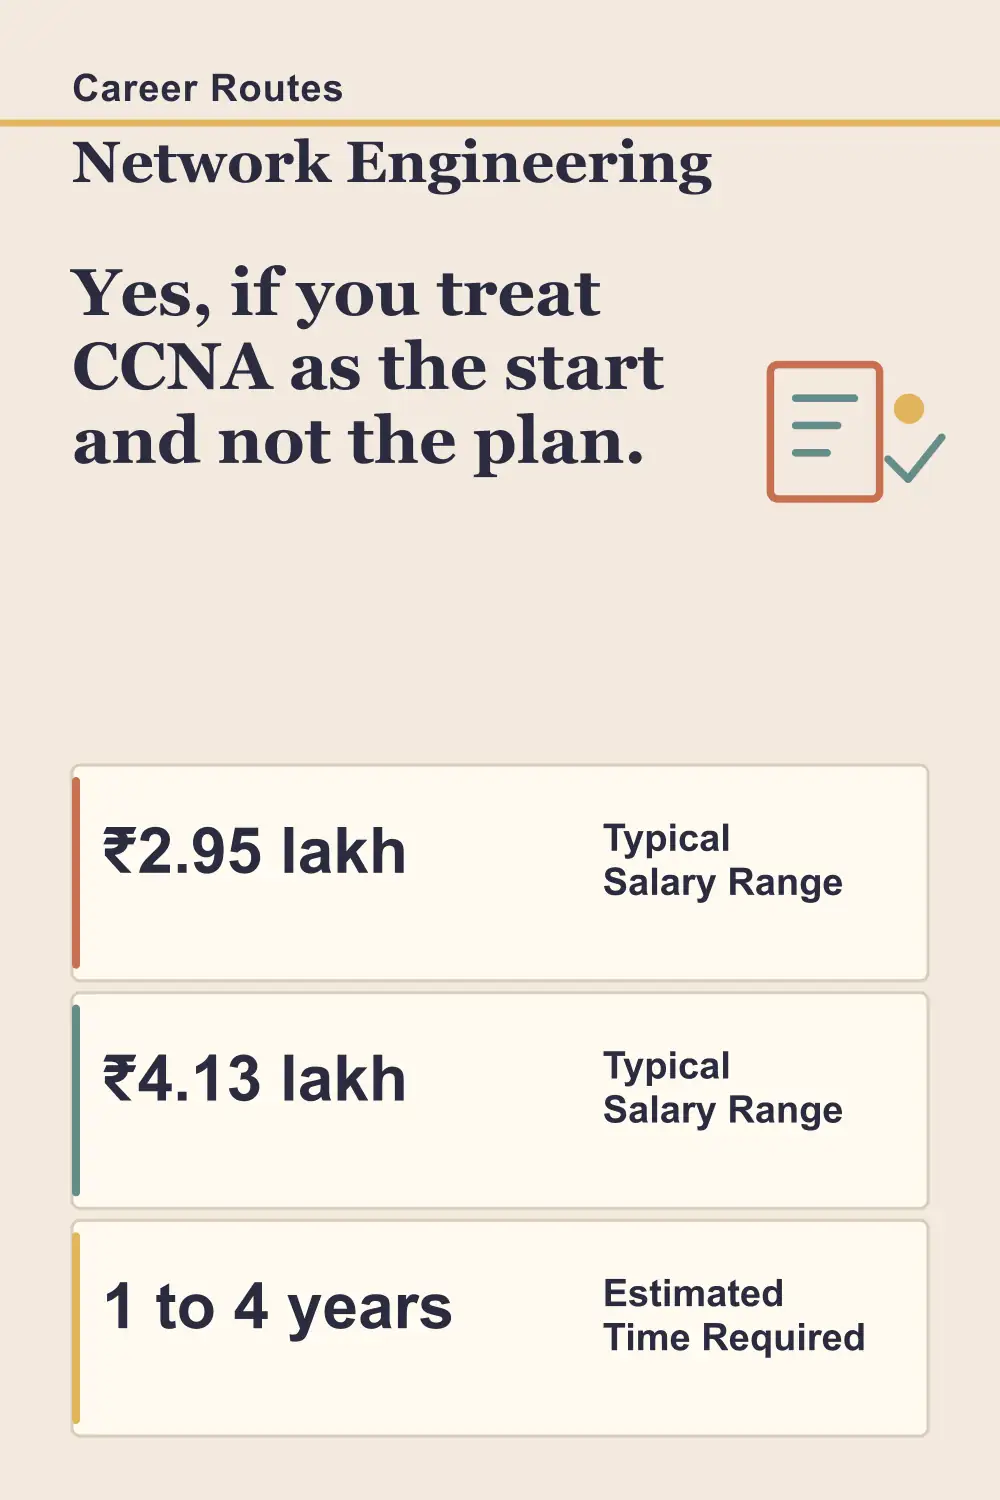 Career Routes
Network Engineering
Yes, if you treat
CCNA as the start
and not the plan.
₹2.95 lakh
Typical
Salary Range
₹4.13 lakh
Typical
Salary Range
1 to 4 years
Estimated
Time Required